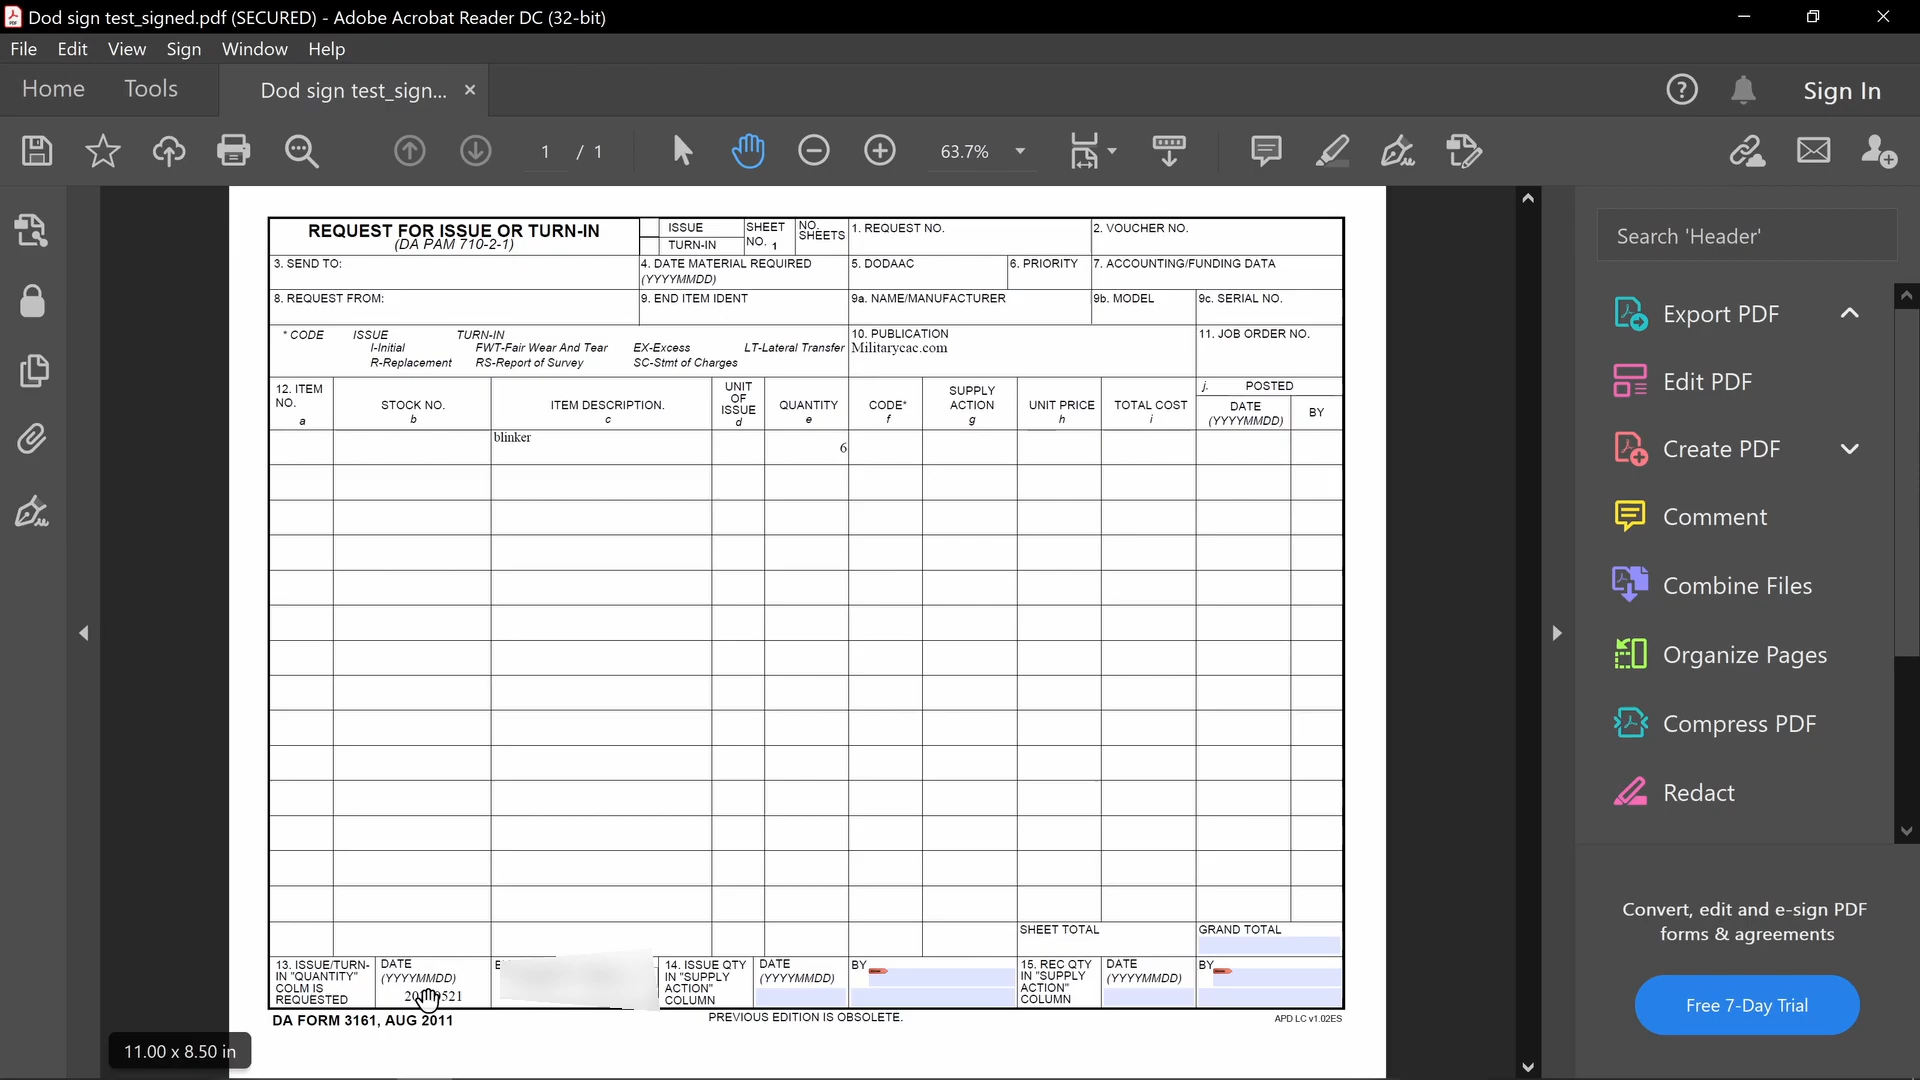 Dod sign test_signed.pdf (SECURED) - Adobe Acrobat Reader DC (32-bit)
File Edit View Sign Window Help
Home Tools Dod sign test_sign... × Sign In
1 / 1 63.7%
REQUEST FOR ISSUE OR TURN-IN
(DA PAM 710-2-1)
ISSUE
TURN-IN
SHEET
NO. 1
NO.
SHEETS
1. REQUEST NO.
2. VOUCHER NO.
3. SEND TO:
4. DATE MATERIAL REQUIRED
(YYYYMMDD)
5. DODAAC
6. PRIORITY
7. ACCOUNTING/FUNDING DATA
8. REQUEST FROM:
9. END ITEM IDENT
9a. NAME/MANUFACTURER
9b. MODEL
9c. SERIAL NO.
* CODE ISSUE TURN-IN
I-Initial FWT-Fair Wear And Tear EX-Excess LT-Lateral Transfer
R-Replacement RS-Report of Survey SC-Stmt of Charges
10. PUBLICATION
Militarycac.com
11. JOB ORDER NO.
12. ITEM
NO.
a
STOCK NO.
b
ITEM DESCRIPTION.
c
UNIT
OF
ISSUE
d
QUANTITY
e
CODE*
f
SUPPLY
ACTION
g
UNIT PRICE
h
TOTAL COST
i
j. POSTED
DATE
(YYYYMMDD)
BY
blinker
6
SHEET TOTAL
GRAND TOTAL
13. ISSUE/TURN-
IN "QUANTITY"
COLM IS
REQUESTED
DATE
(YYYYMMDD)
14. ISSUE QTY
IN "SUPPLY
ACTION"
COLUMN
DATE
(YYYYMMDD)
BY
15. REC QTY
IN "SUPPLY
ACTION"
COLUMN
DATE
(YYYYMMDD)
BY
DA FORM 3161, AUG 2011
PREVIOUS EDITION IS OBSOLETE.
APD LC v1.02ES
11.00 x 8.50 in
Search 'Header'
Export PDF
Edit PDF
Create PDF
Comment
Combine Files
Organize Pages
Compress PDF
Redact
Convert, edit and e-sign PDF
forms & agreements
Free 7-Day Trial